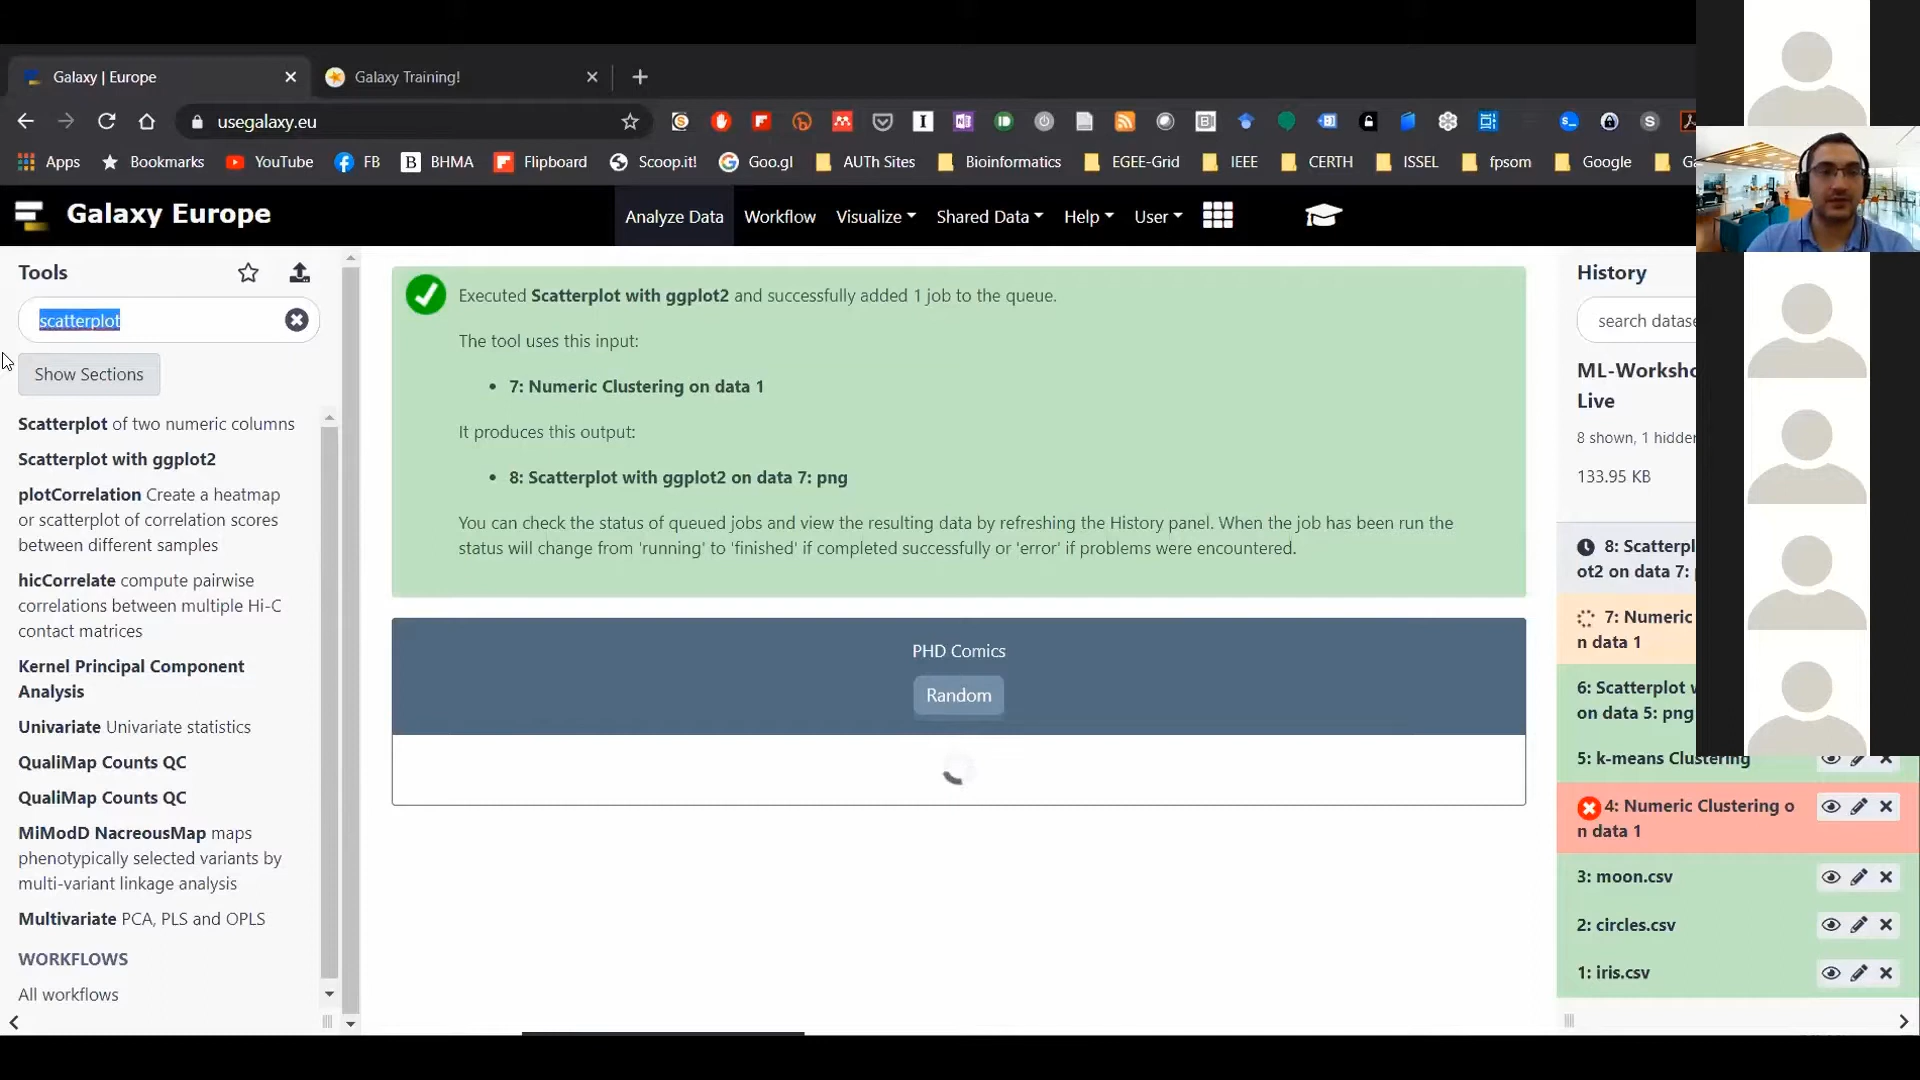 Galaxy | Europe
Galaxy Training!
usegalaxy.eu
Apps
Bookmarks
YouTube
FB
BHMA
Flipboard
Scoop.it!
Goo.gl
AUTh Sites
Bioinformatics
EGEE-Grid
IEEE
CERTH
ISSEL
fpsom
Google
Galaxy Europe
Analyze Data
Workflow
Visualize
Shared Data
Help
User
Tools
scatterplot
Show Sections
Scatterplot of two numeric columns
Scatterplot with ggplot2
plotCorrelation Create a heatmap
or scatterplot of correlation scores
between different samples
hicCorrelate compute pairwise
correlations between multiple Hi-C
contact matrices
Kernel Principal Component
Analysis
Univariate Univariate statistics
QualiMap Counts QC
QualiMap Counts QC
MiModD NacreousMap maps
phenotypically selected variants by
multi-variant linkage analysis
Multivariate PCA, PLS and OPLS
WORKFLOWS
All workflows
Executed Scatterplot with ggplot2 and successfully added 1 job to the queue.
The tool uses this input:
• 7: Numeric Clustering on data 1
It produces this output:
• 8: Scatterplot with ggplot2 on data 7: png
You can check the status of queued jobs and view the resulting data by refreshing the History panel. When the job has been run the
status will change from 'running' to 'finished' if completed successfully or 'error' if problems were encountered.
PHD Comics
Random
History
search datase
ML-Worksho
Live
8 shown, 1 hidden
133.95 KB
8: Scatterpl
ot2 on data 7:
7: Numeric
n data 1
6: Scatterplot
on data 5: png
5: k-means Clustering
4: Numeric Clustering o
n data 1
3: moon.csv
2: circles.csv
1: iris.csv